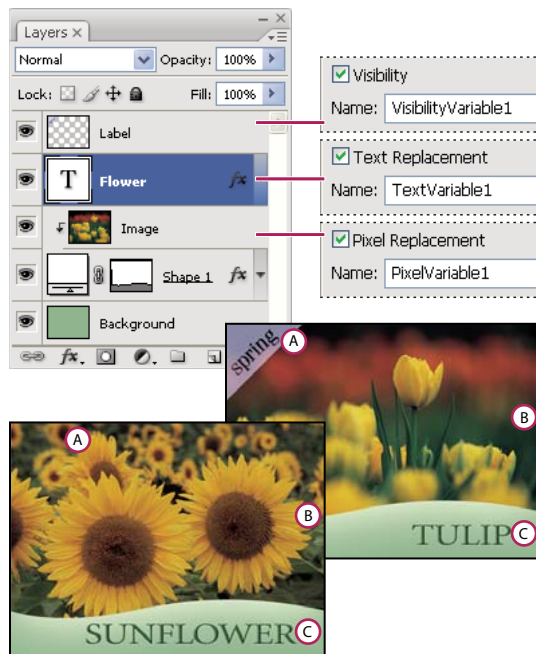 Layers ×
Normal Opacity: 100%
Lock: Fill: 100%
Label
T Flower fx
Image
Shape 1 fx
Background
fx.
Visibility
Name: VisibilityVariable1
Text Replacement
Name: TextVariable1
Pixel Replacement
Name: PixelVariable1
spring
A
B
TULIP C
A
B
SUNFLOWER C